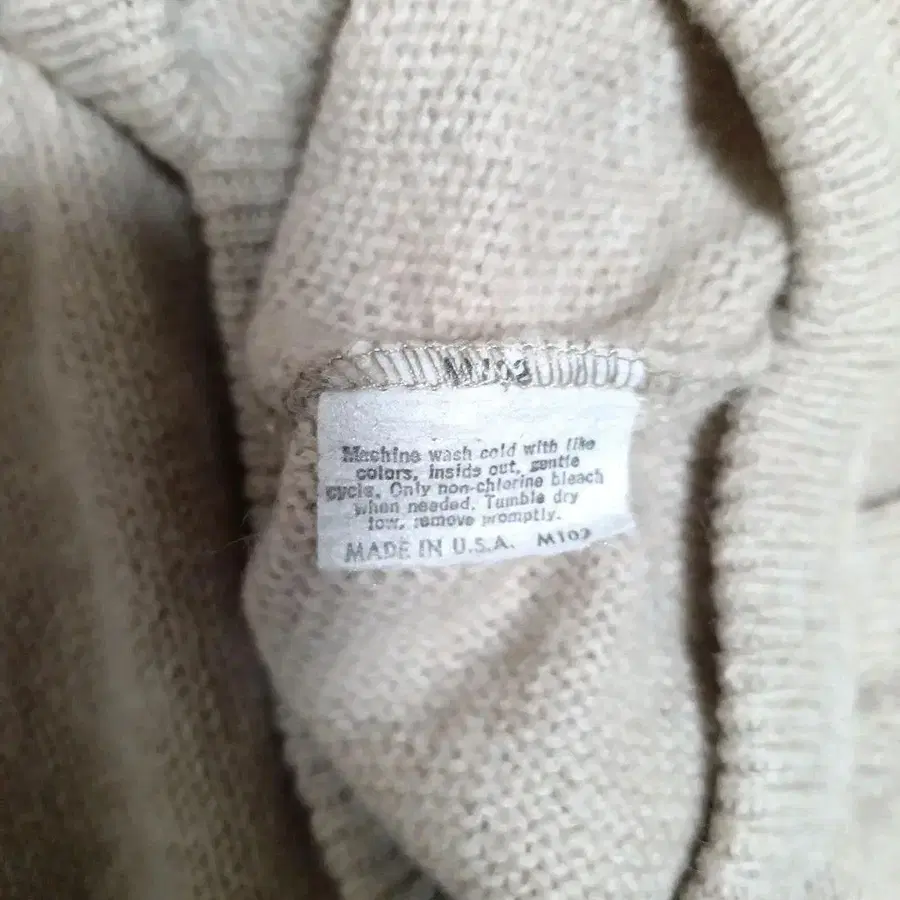 Machine wash cold with like
colors, inside out, gentle
cycle. Only non-chlorine bleach
when needed. Tumble dry
low, remove promptly.
MADE IN U.S.A. M102